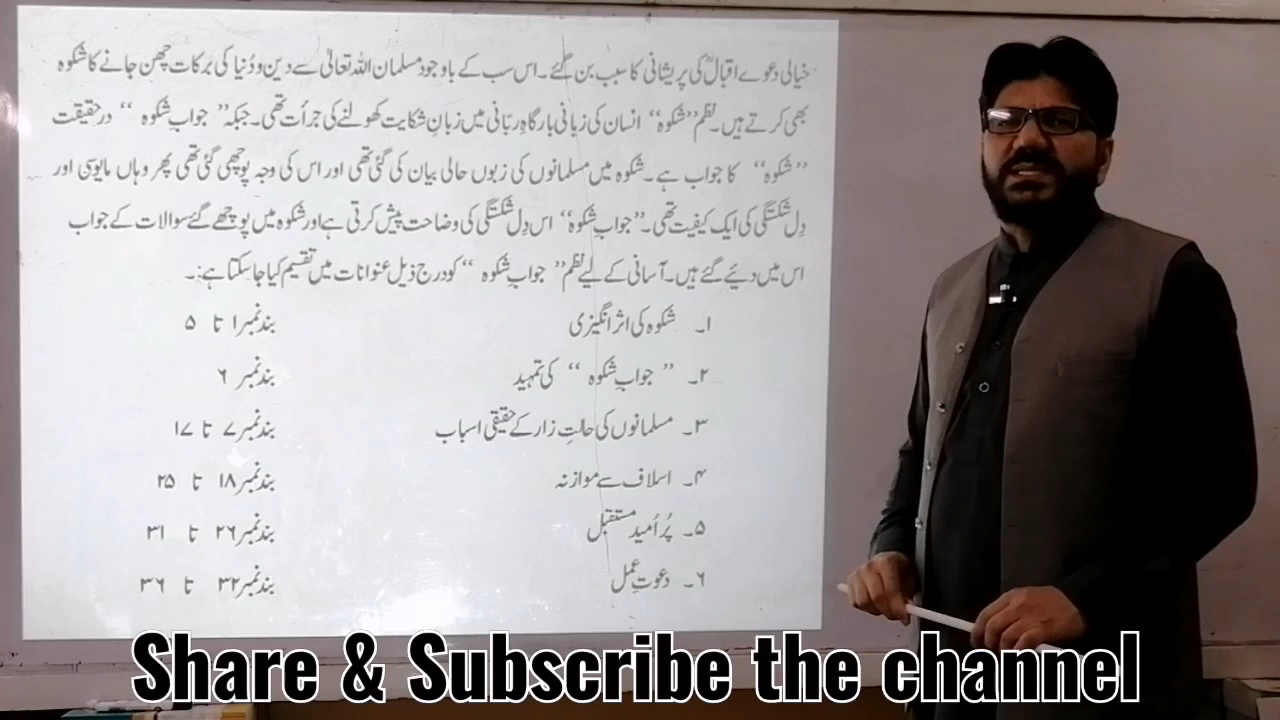 خیالی دعوے اقبالؒ کی پریشانی کا سبب بن گئے۔ اس سب کے باوجود مسلمان اللہ تعالیٰ سے دین و دُنیا کی برکات چھن جانے کا شکوہ
بھی کرتے ہیں۔ نظم ”شکوہ“ انسان کی زبانی بارگاہِ ربانی میں زبانِ شکایت کھولنے کی جرأت تھی۔ جبکہ ”جوابِ شکوہ“ در حقیقت
”شکوہ“ کا جواب ہے۔ شکوہ میں مسلمانوں کی زبوں حالی بیان کی گئی تھی اور اس کی وجہ پوچھی گئی تھی پھر وہاں مایوسی اور
دِل شکستگی کی ایک کیفیت تھی۔ ”جوابِ شکوہ“ اس دِل شکستگی کی وضاحت پیش کرتی ہے اور شکوہ میں پوچھے گئے سوالات کے جواب
اس میں دیئے گئے ہیں۔ آسانی کے لیے نظم ”جوابِ شکوہ“ کو درج ذیل عنوانات میں تقسیم کیا جا سکتا ہے:۔
۱۔ شکوہ کی اثر انگیزی بند نمبر ۱ تا ۵
۲۔ ”جوابِ شکوہ“ کی تمہید بند نمبر ۶
۳۔ مسلمانوں کی حالتِ زار کے حقیقی اسباب بند نمبر ۷ تا ۱۷
۴۔ اسلاف سے موازنہ بند نمبر ۱۸ تا ۲۵
۵۔ پُر اُمید مستقبل بند نمبر ۲۶ تا ۳۱
۶۔ دعوتِ عمل بند نمبر ۳۲ تا ۳۶
Share & Subscribe the channel